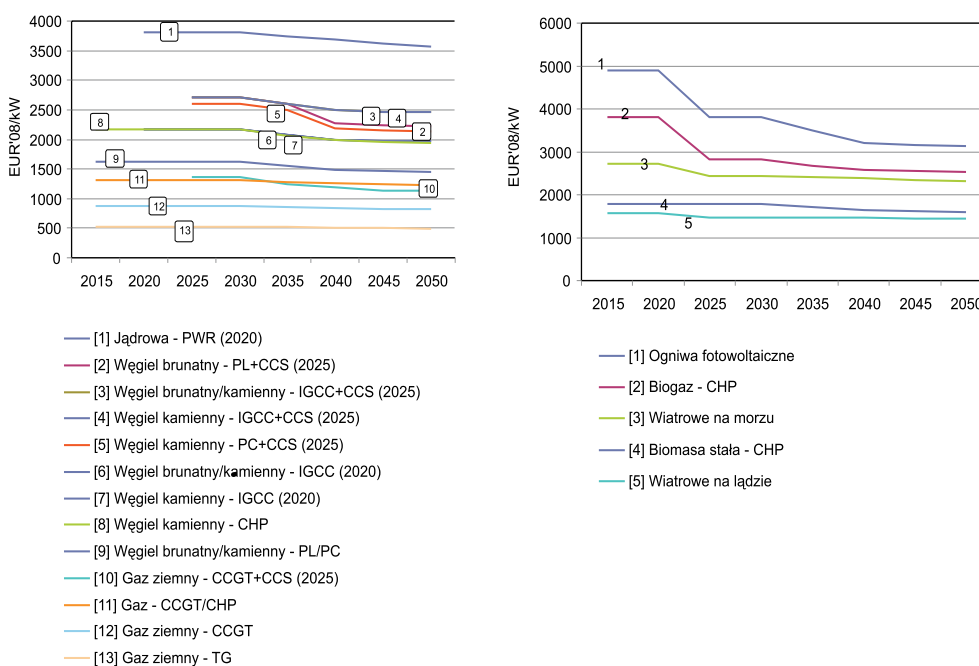 4000
3500
3000
2500
2000
1500
1000
500
0
EUR'08/kW
1
2
3
4
5
6
7
8
9
10
11
12
13
2015 2020 2025 2030 2035 2040 2045 2050
[1] Jądrowa - PWR (2020)
[2] Węgiel brunatny - PL+CCS (2025)
[3] Węgiel brunatny/kamienny - IGCC+CCS (2025)
[4] Węgiel kamienny - IGCC+CCS (2025)
[5] Węgiel kamienny - PC+CCS (2025)
[6] Węgiel brunatny/kamienny - IGCC (2020)
[7] Węgiel kamienny - IGCC (2020)
[8] Węgiel kamienny - CHP
[9] Węgiel brunatny/kamienny - PL/PC
[10] Gaz ziemny - CCGT+CCS (2025)
[11] Gaz - CCGT/CHP
[12] Gaz ziemny - CCGT
[13] Gaz ziemny - TG
6000
5000
4000
3000
2000
1000
0
EUR'08/kW
1
2
3
4
5
2015 2020 2025 2030 2035 2040 2045 2050
[1] Ogniwa fotowoltaiczne
[2] Biogaz - CHP
[3] Wiatrowe na morzu
[4] Biomasa stała - CHP
[5] Wiatrowe na lądzie